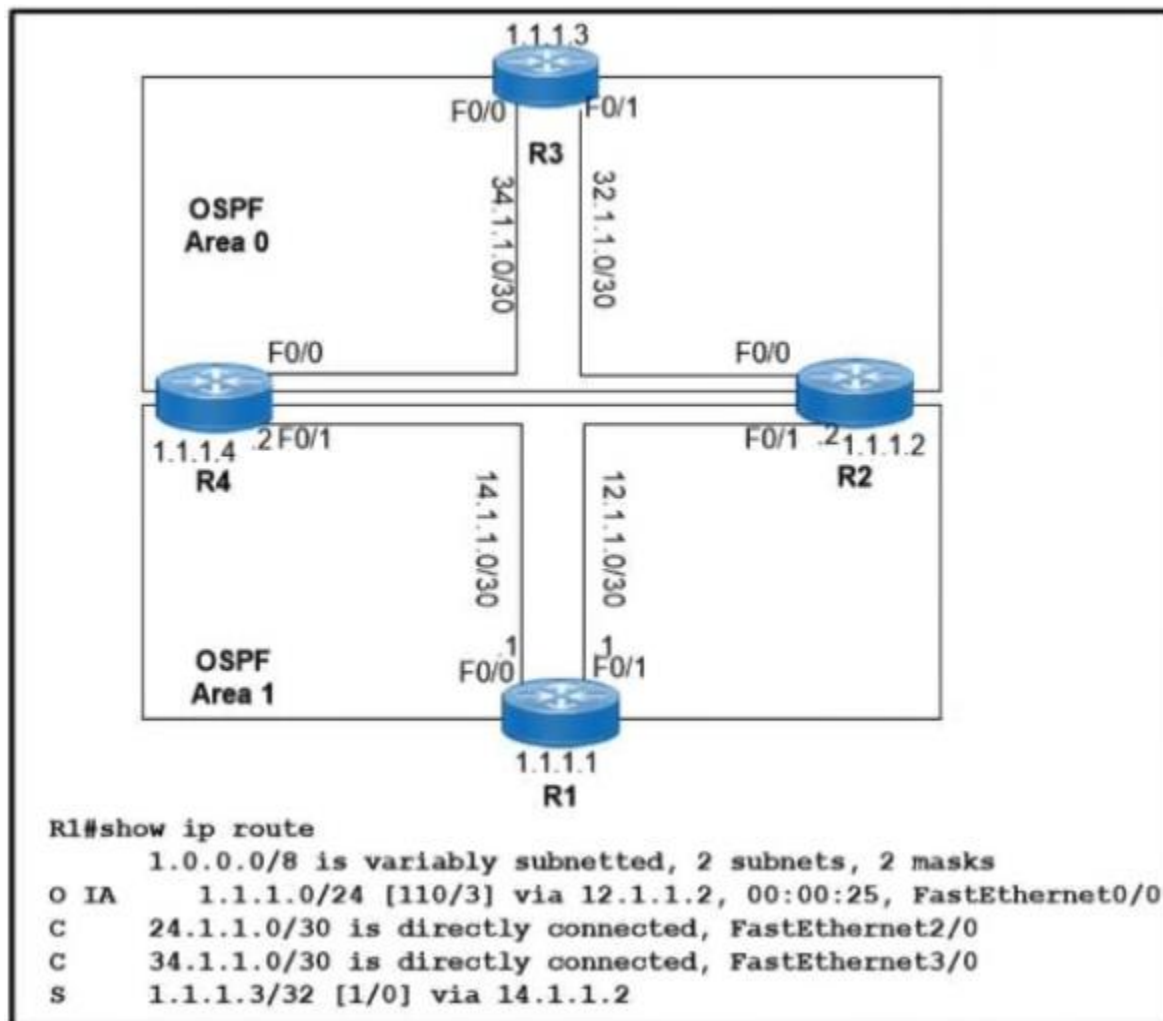 1.1.1.3
F0/0
F0/1
R3
34.1.1.0/30
32.1.1.0/30
OSPF
Area 0
F0/0
F0/0
.2
F0/1
F0/1
.2
1.1.1.4
1.1.1.2
R4
R2
14.1.1.0/30
12.1.1.0/30
OSPF
Area 1
.1
.1
F0/0
F0/1
1.1.1.1
R1
R1#show ip route
1.0.0.0/8 is variably subnetted, 2 subnets, 2 masks
O IA 1.1.1.0/24 [110/3] via 12.1.1.2, 00:00:25, FastEthernet0/0
C 24.1.1.0/30 is directly connected, FastEthernet2/0
C 34.1.1.0/30 is directly connected, FastEthernet3/0
S 1.1.1.3/32 [1/0] via 14.1.1.2